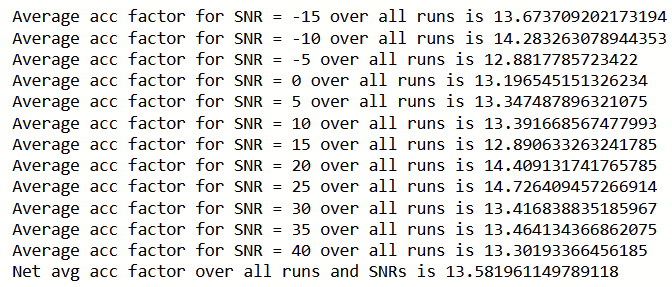 Average acc factor for SNR = -15 over all runs is 13.673709202173194
Average acc factor for SNR = -10 over all runs is 14.283263078944353
Average acc factor for SNR = -5 over all runs is 12.8817785723422
Average acc factor for SNR = 0 over all runs is 13.196545151326234
Average acc factor for SNR = 5 over all runs is 13.347487896321075
Average acc factor for SNR = 10 over all runs is 13.391668567477993
Average acc factor for SNR = 15 over all runs is 12.890633263241785
Average acc factor for SNR = 20 over all runs is 14.409131741765785
Average acc factor for SNR = 25 over all runs is 14.726409457266914
Average acc factor for SNR = 30 over all runs is 13.416838835185967
Average acc factor for SNR = 35 over all runs is 13.464134366862075
Average acc factor for SNR = 40 over all runs is 13.30193366456185
Net avg acc factor over all runs and SNRs is 13.581961149789118